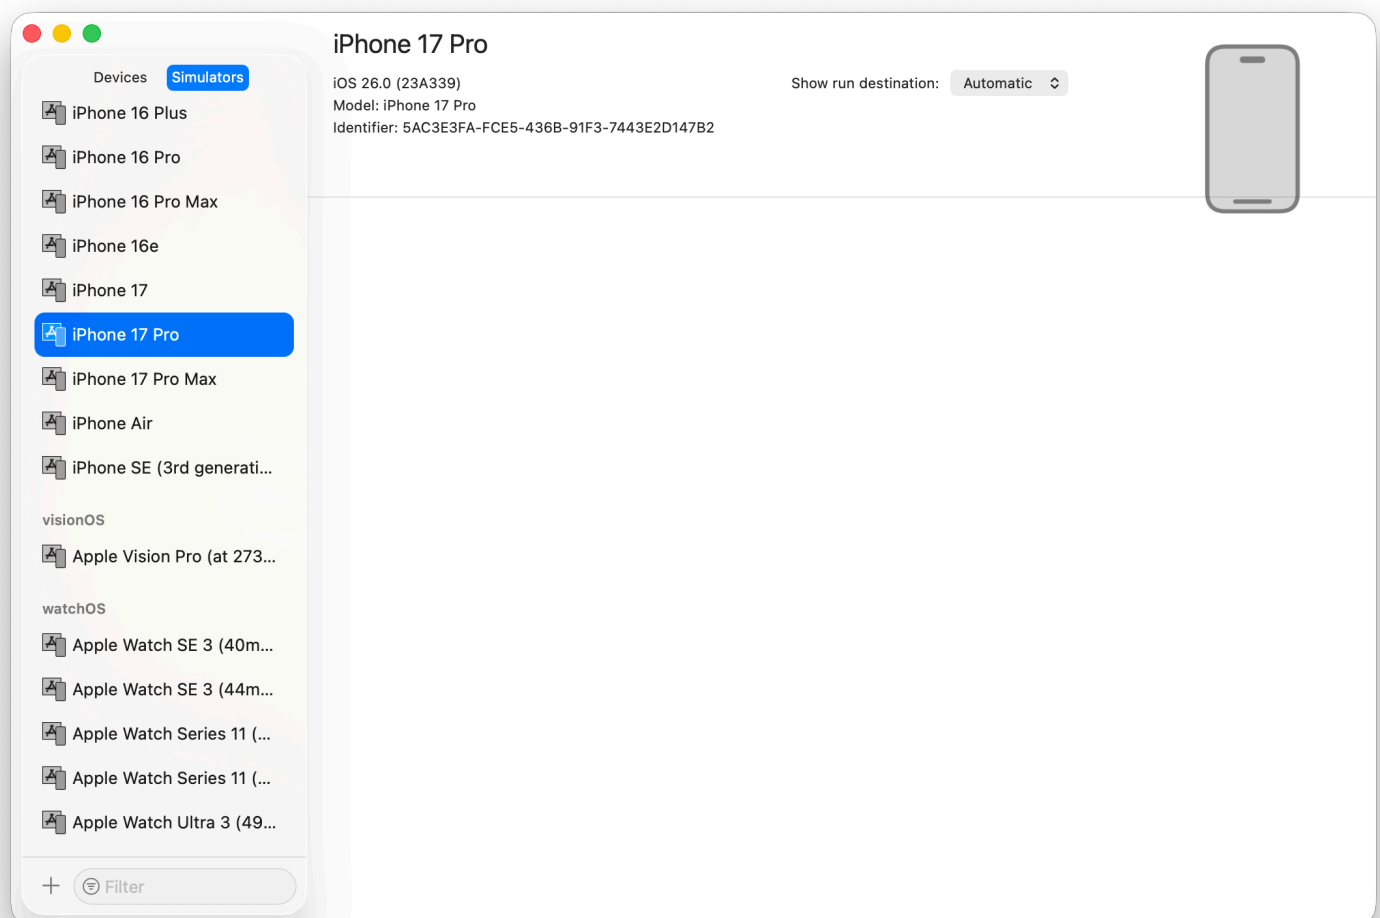 Devices
Simulators
iPhone 16 Plus
iPhone 16 Pro
iPhone 16 Pro Max
iPhone 16e
iPhone 17
iPhone 17 Pro
iPhone 17 Pro Max
iPhone Air
iPhone SE (3rd generati...
visionOS
Apple Vision Pro (at 273...
watchOS
Apple Watch SE 3 (40m...
Apple Watch SE 3 (44m...
Apple Watch Series 11 (...
Apple Watch Series 11 (...
Apple Watch Ultra 3 (49...
Filter
iPhone 17 Pro
iOS 26.0 (23A339)
Model: iPhone 17 Pro
Identifier: 5AC3E3FA-FCE5-436B-91F3-7443E2D147B2
Show run destination: Automatic